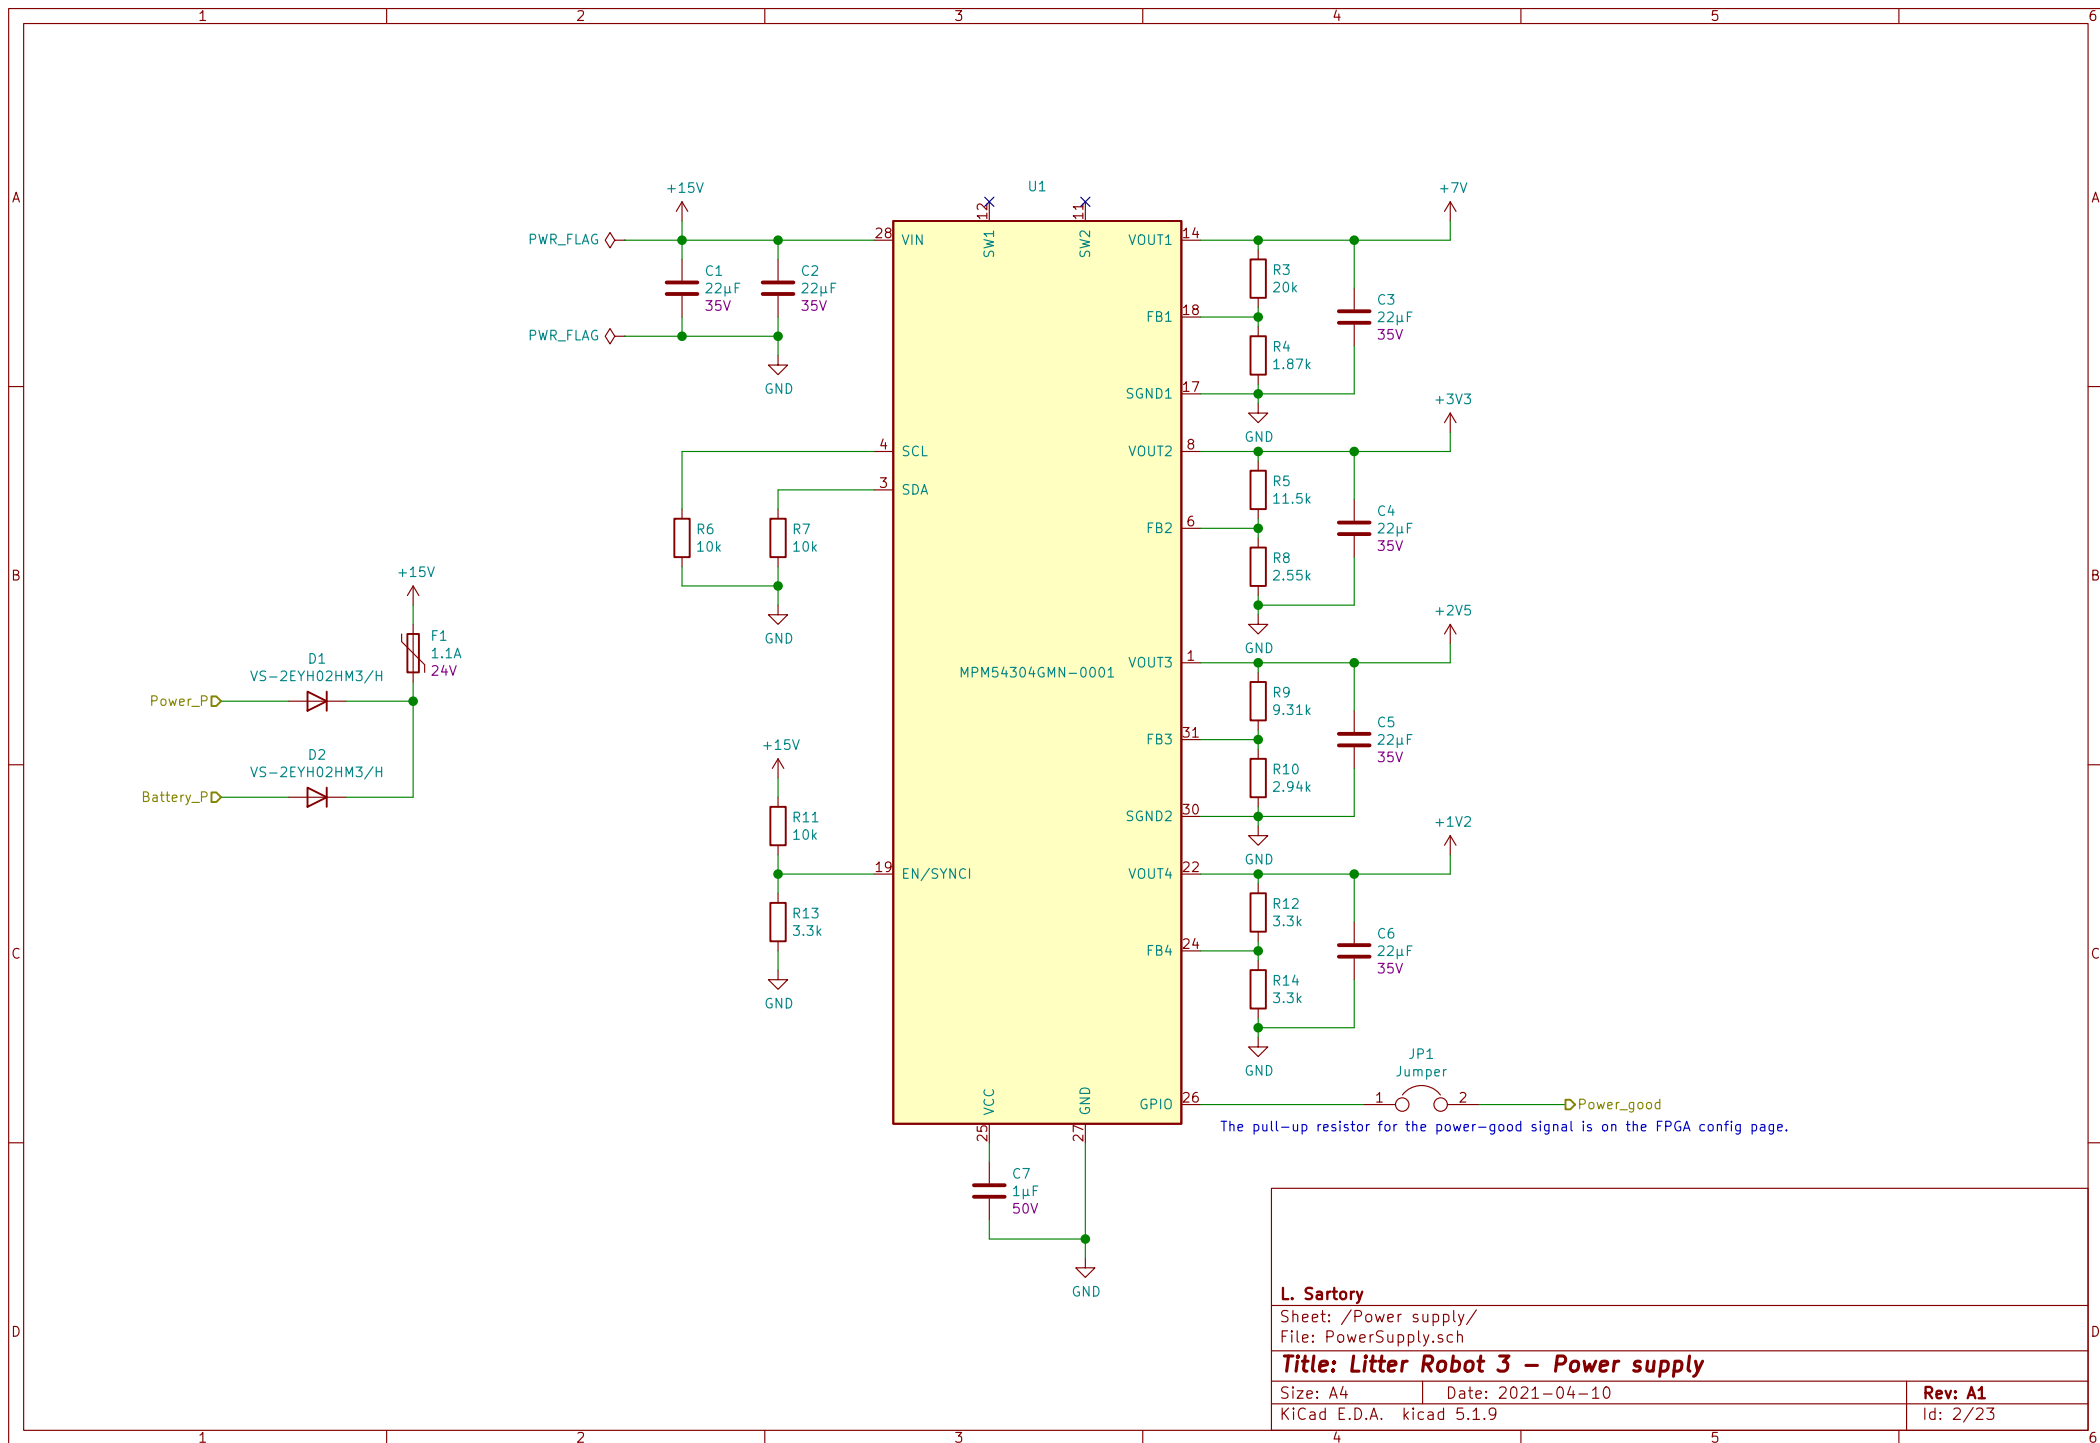 1 2 3 4 5 6
A A
B B
C C
D D
1 2 3 4 5 6
+15V
PWR_FLAG
C1
22µF
35V
C2
22µF
35V
PWR_FLAG
GND
U1
12
11
SW1
SW2
28 VIN
VOUT1 14
FB1 18
SGND1 17
4 SCL
3 SDA
VOUT2 8
FB2 6
MPM54304GMN-0001
VOUT3 1
FB3 31
SGND2 30
19 EN/SYNCI
VOUT4 22
FB4 24
GPIO 26
VCC
GND
25
27
+7V
R3
20k
R4
1.87k
C3
22µF
35V
GND
+3V3
R5
11.5k
R8
2.55k
C4
22µF
35V
GND
+2V5
R9
9.31k
R10
2.94k
C5
22µF
35V
GND
+1V2
R12
3.3k
R14
3.3k
C6
22µF
35V
GND
R6
10k
R7
10k
GND
+15V
F1
1.1A
24V
D1
VS-2EYH02HM3/H
Power_P
D2
VS-2EYH02HM3/H
Battery_P
+15V
R11
10k
R13
3.3k
GND
JP1
Jumper
1 2
Power_good
The pull-up resistor for the power-good signal is on the FPGA config page.
C7
1µF
50V
GND
L. Sartory
Sheet: /Power supply/
File: PowerSupply.sch
Title: Litter Robot 3 – Power supply
Size: A4 Date: 2021-04-10 Rev: A1
KiCad E.D.A. kicad 5.1.9 Id: 2/23